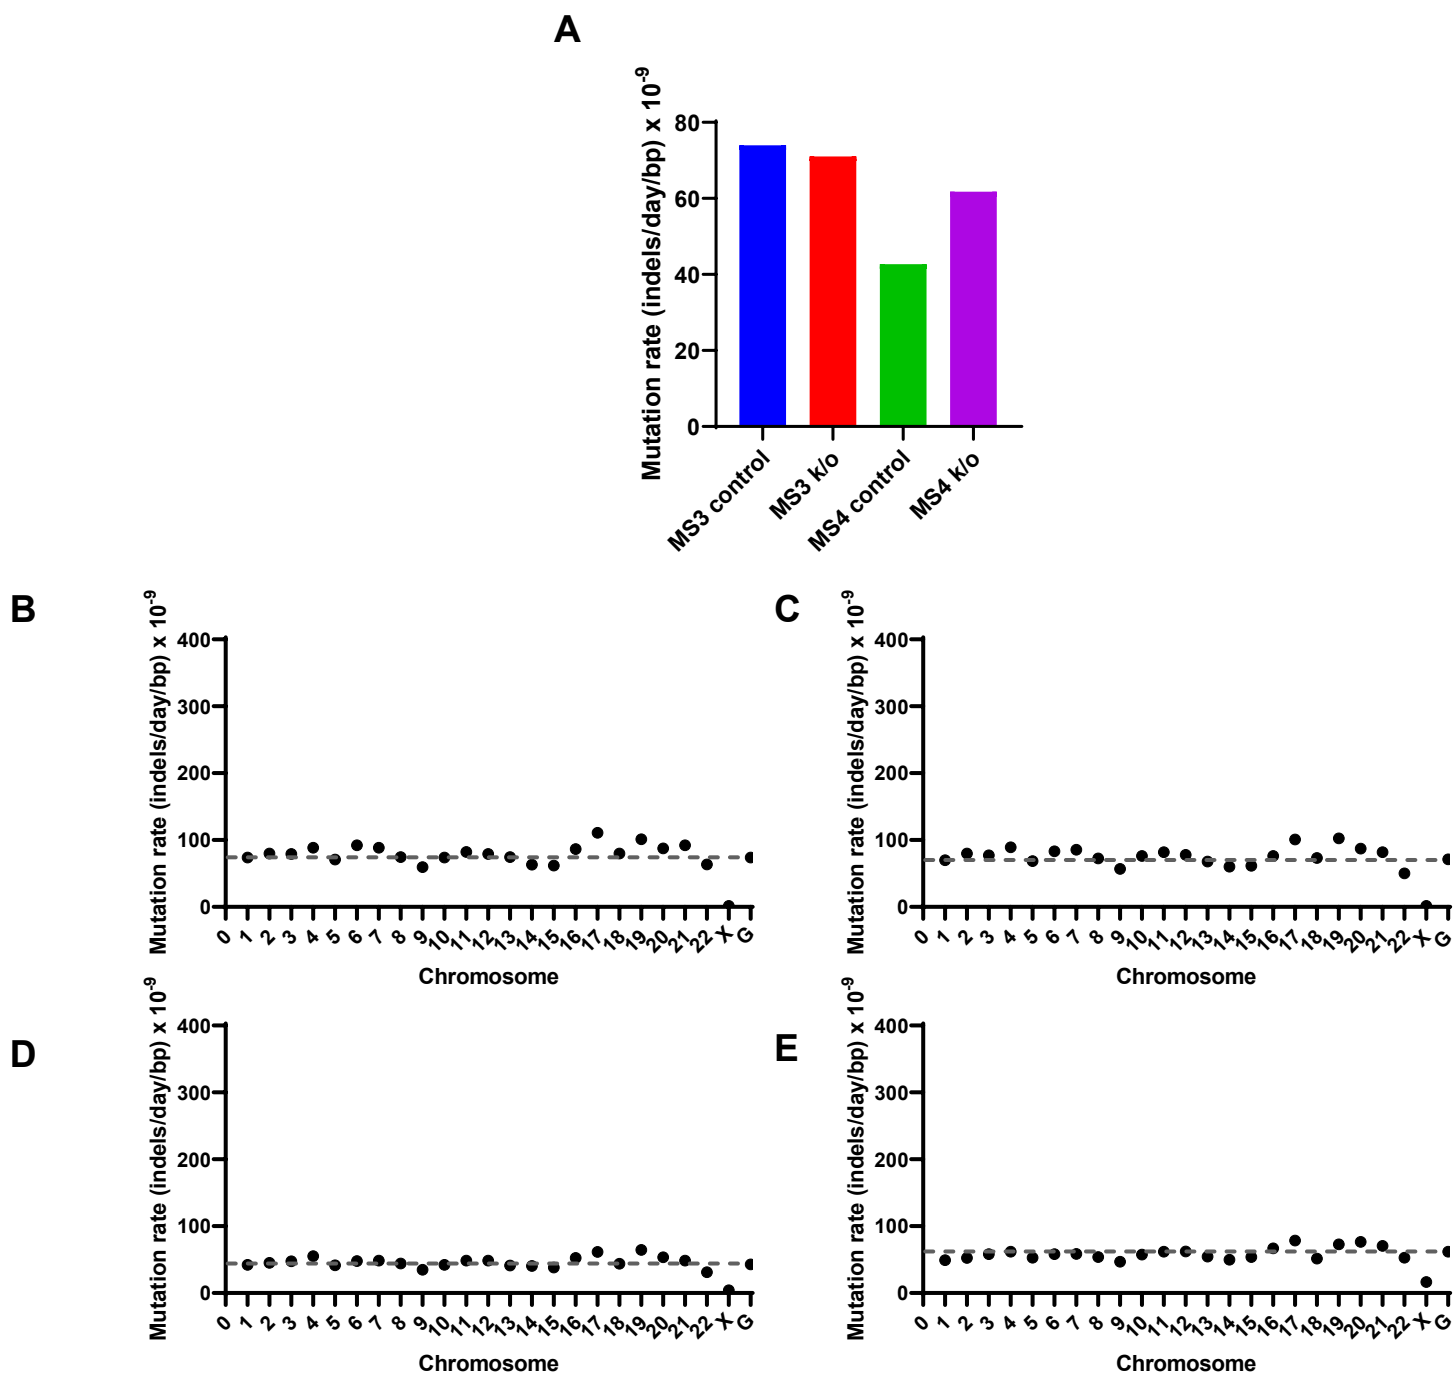 A
Mutation rate (indels/day/bp) x 10-9
80
60
40
20
0
MS3 control
MS3 k/o
MS4 control
MS4 k/o
B
Mutation rate (indels/day/bp) x 10-9
400
300
200
100
0
0 1 2 3 4 5 6 7 8 9 10 11 12 13 14 15 16 17 18 19 20 21 22 X G
Chromosome
C
Mutation rate (indels/day/bp) x 10-9
400
300
200
100
0
0 1 2 3 4 5 6 7 8 9 10 11 12 13 14 15 16 17 18 19 20 21 22 X G
Chromosome
D
Mutation rate (indels/day/bp) x 10-9
400
300
200
100
0
0 1 2 3 4 5 6 7 8 9 10 11 12 13 14 15 16 17 18 19 20 21 22 X G
Chromosome
E
Mutation rate (indels/day/bp) x 10-9
400
300
200
100
0
0 1 2 3 4 5 6 7 8 9 10 11 12 13 14 15 16 17 18 19 20 21 22 X G
Chromosome